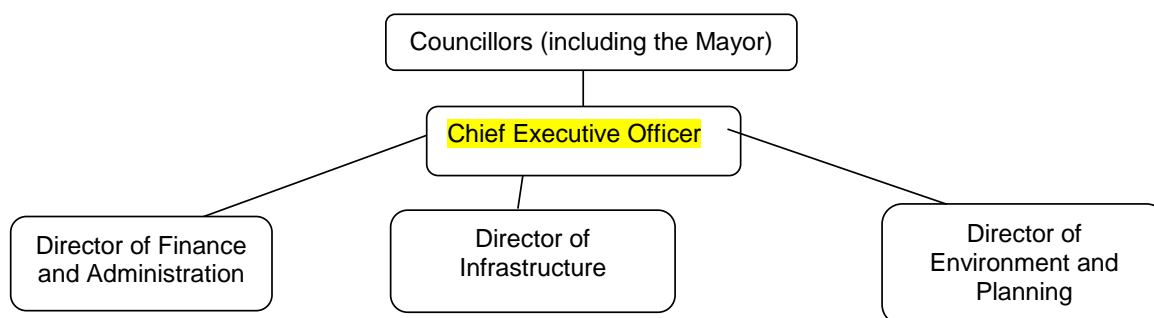 Councillors (including the Mayor)
Chief Executive Officer
Director of Finance
and Administration
Director of
Infrastructure
Director of
Environment and
Planning